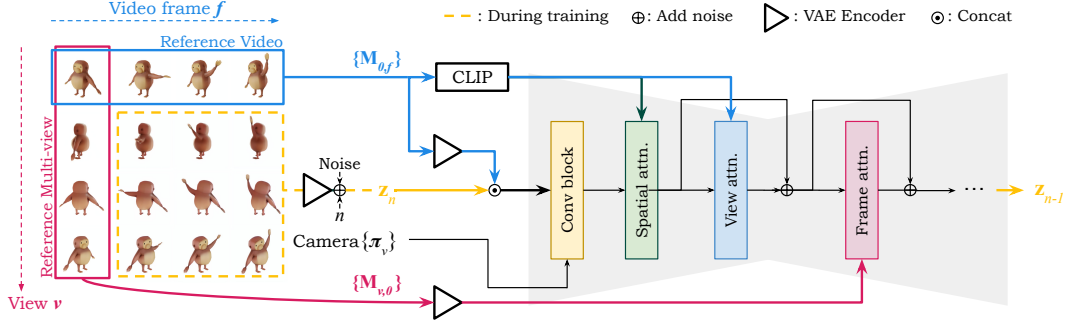 Video frame f
: During training
: Add noise
: VAE Encoder
: Concat
Reference Video
{M0,f}
CLIP
Reference Multi-view
Noise
n
zn
Camera {πv}
{Mv,0}
Conv block
Spatial attn.
View attn.
Frame attn.
...
zn-1
View v